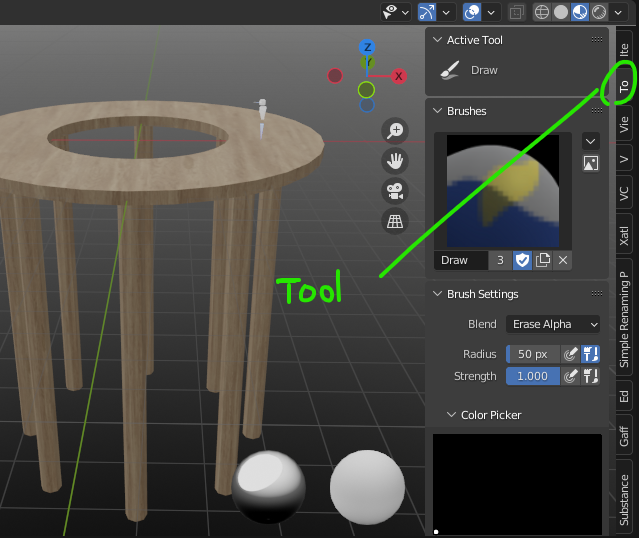 Active Tool
Draw
Brushes
Draw 3
Brush Settings
Blend Erase Alpha
Radius 50 px
Strength 1.000
Color Picker
Tool
Z
Y
X
Ite
To
Vie
V
VC
Xatl
Simple Renaming P
Ed
Gaff
Substance